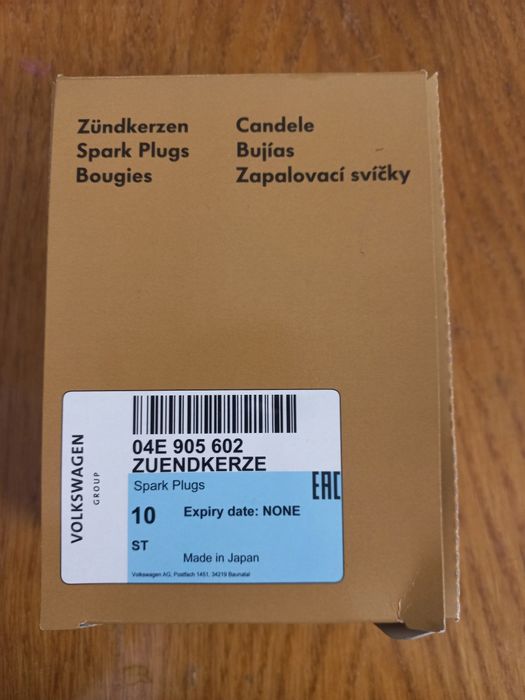 Zündkerzen
Spark Plugs
Bougies
Candele
Bujías
Zapalovací svíčky
VOLKSWAGEN
GROUP
04E 905 602
ZUENDKERZE
Spark Plugs
EAC
10
Expiry date: NONE
ST
Made in Japan
Volkswagen AG, Postfach 1451, 34219 Baunatal